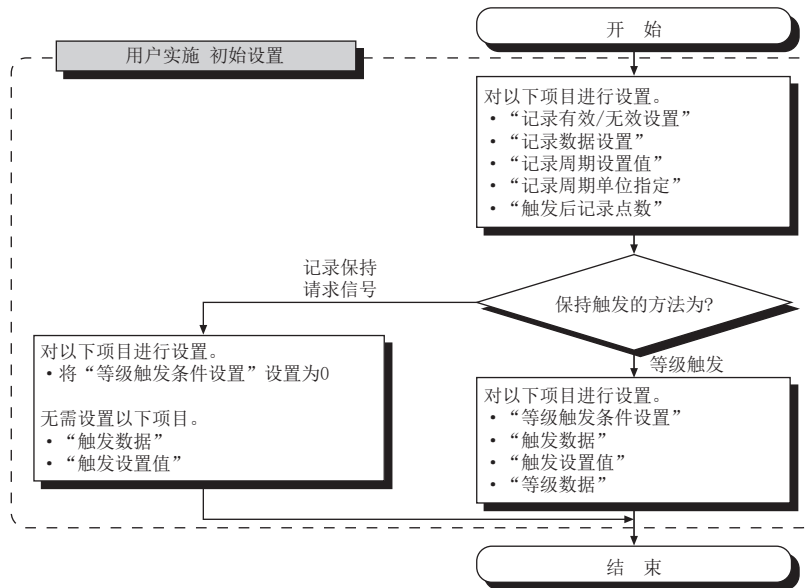 开 始
用户实施 初始设置
对以下项目进行设置。
• “记录有效/无效设置”
• “记录数据设置”
• “记录周期设置值”
• “记录周期单位指定”
• “触发后记录点数”
记录保持
请求信号
保持触发的方法为?
等级触发
对以下项目进行设置。
• 将“等级触发条件设置”设置为0
无需设置以下项目。
• “触发数据”
• “触发设置值”
对以下项目进行设置。
• “等级触发条件设置”
• “触发数据”
• “触发设置值”
• “等级数据”
结 束